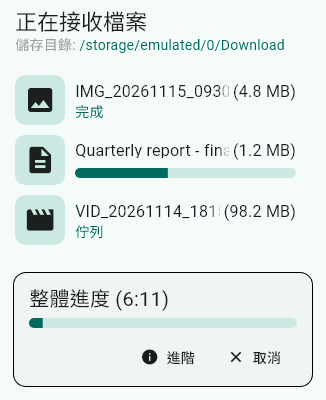 正在接收檔案
儲存目錄: /storage/emulated/0/Download
IMG_20261115_0930 (4.8 MB)
完成
Quarterly report - fina (1.2 MB)
VID_20261114_181 (98.2 MB)
佇列
整體進度 (6:11)
進階
取消